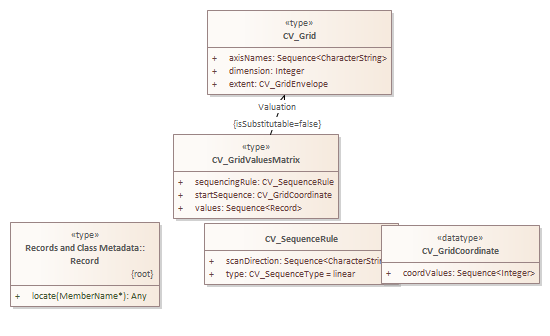 «type»
CV_Grid
+ axisNames: Sequence<CharacterString>
+ dimension: Integer
+ extent: CV_GridEnvelope
Valuation
{isSubstitutable=false}
«type»
CV_GridValuesMatrix
+ sequencingRule: CV_SequenceRule
+ startSequence: CV_GridCoordinate
+ values: Sequence<Record>
«type»
Records and Class Metadata::
Record
{root}
+ locate(MemberName*): Any
CV_SequenceRule
+ scanDirection: Sequence<CharacterStrin
+ type: CV_SequenceType = linear
«datatype»
CV_GridCoordinate
+ coordValues: Sequence<Integer>